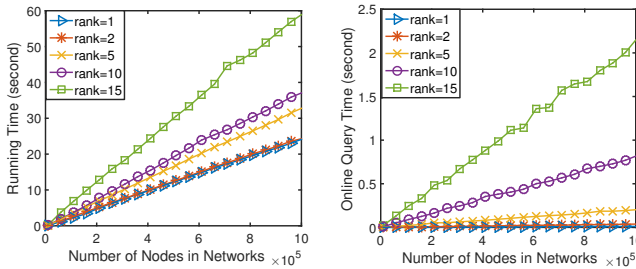 60
50
40
30
20
10
0
Running Time (second)
rank=1
rank=2
rank=5
rank=10
rank=15
0 2 4 6 8 10
Number of Nodes in Networks
×10^5
2.5
2
1.5
1
0.5
0
Online Query Time (second)
rank=1
rank=2
rank=5
rank=10
rank=15
0 2 4 6 8 10
Number of Nodes in Networks
×10^5